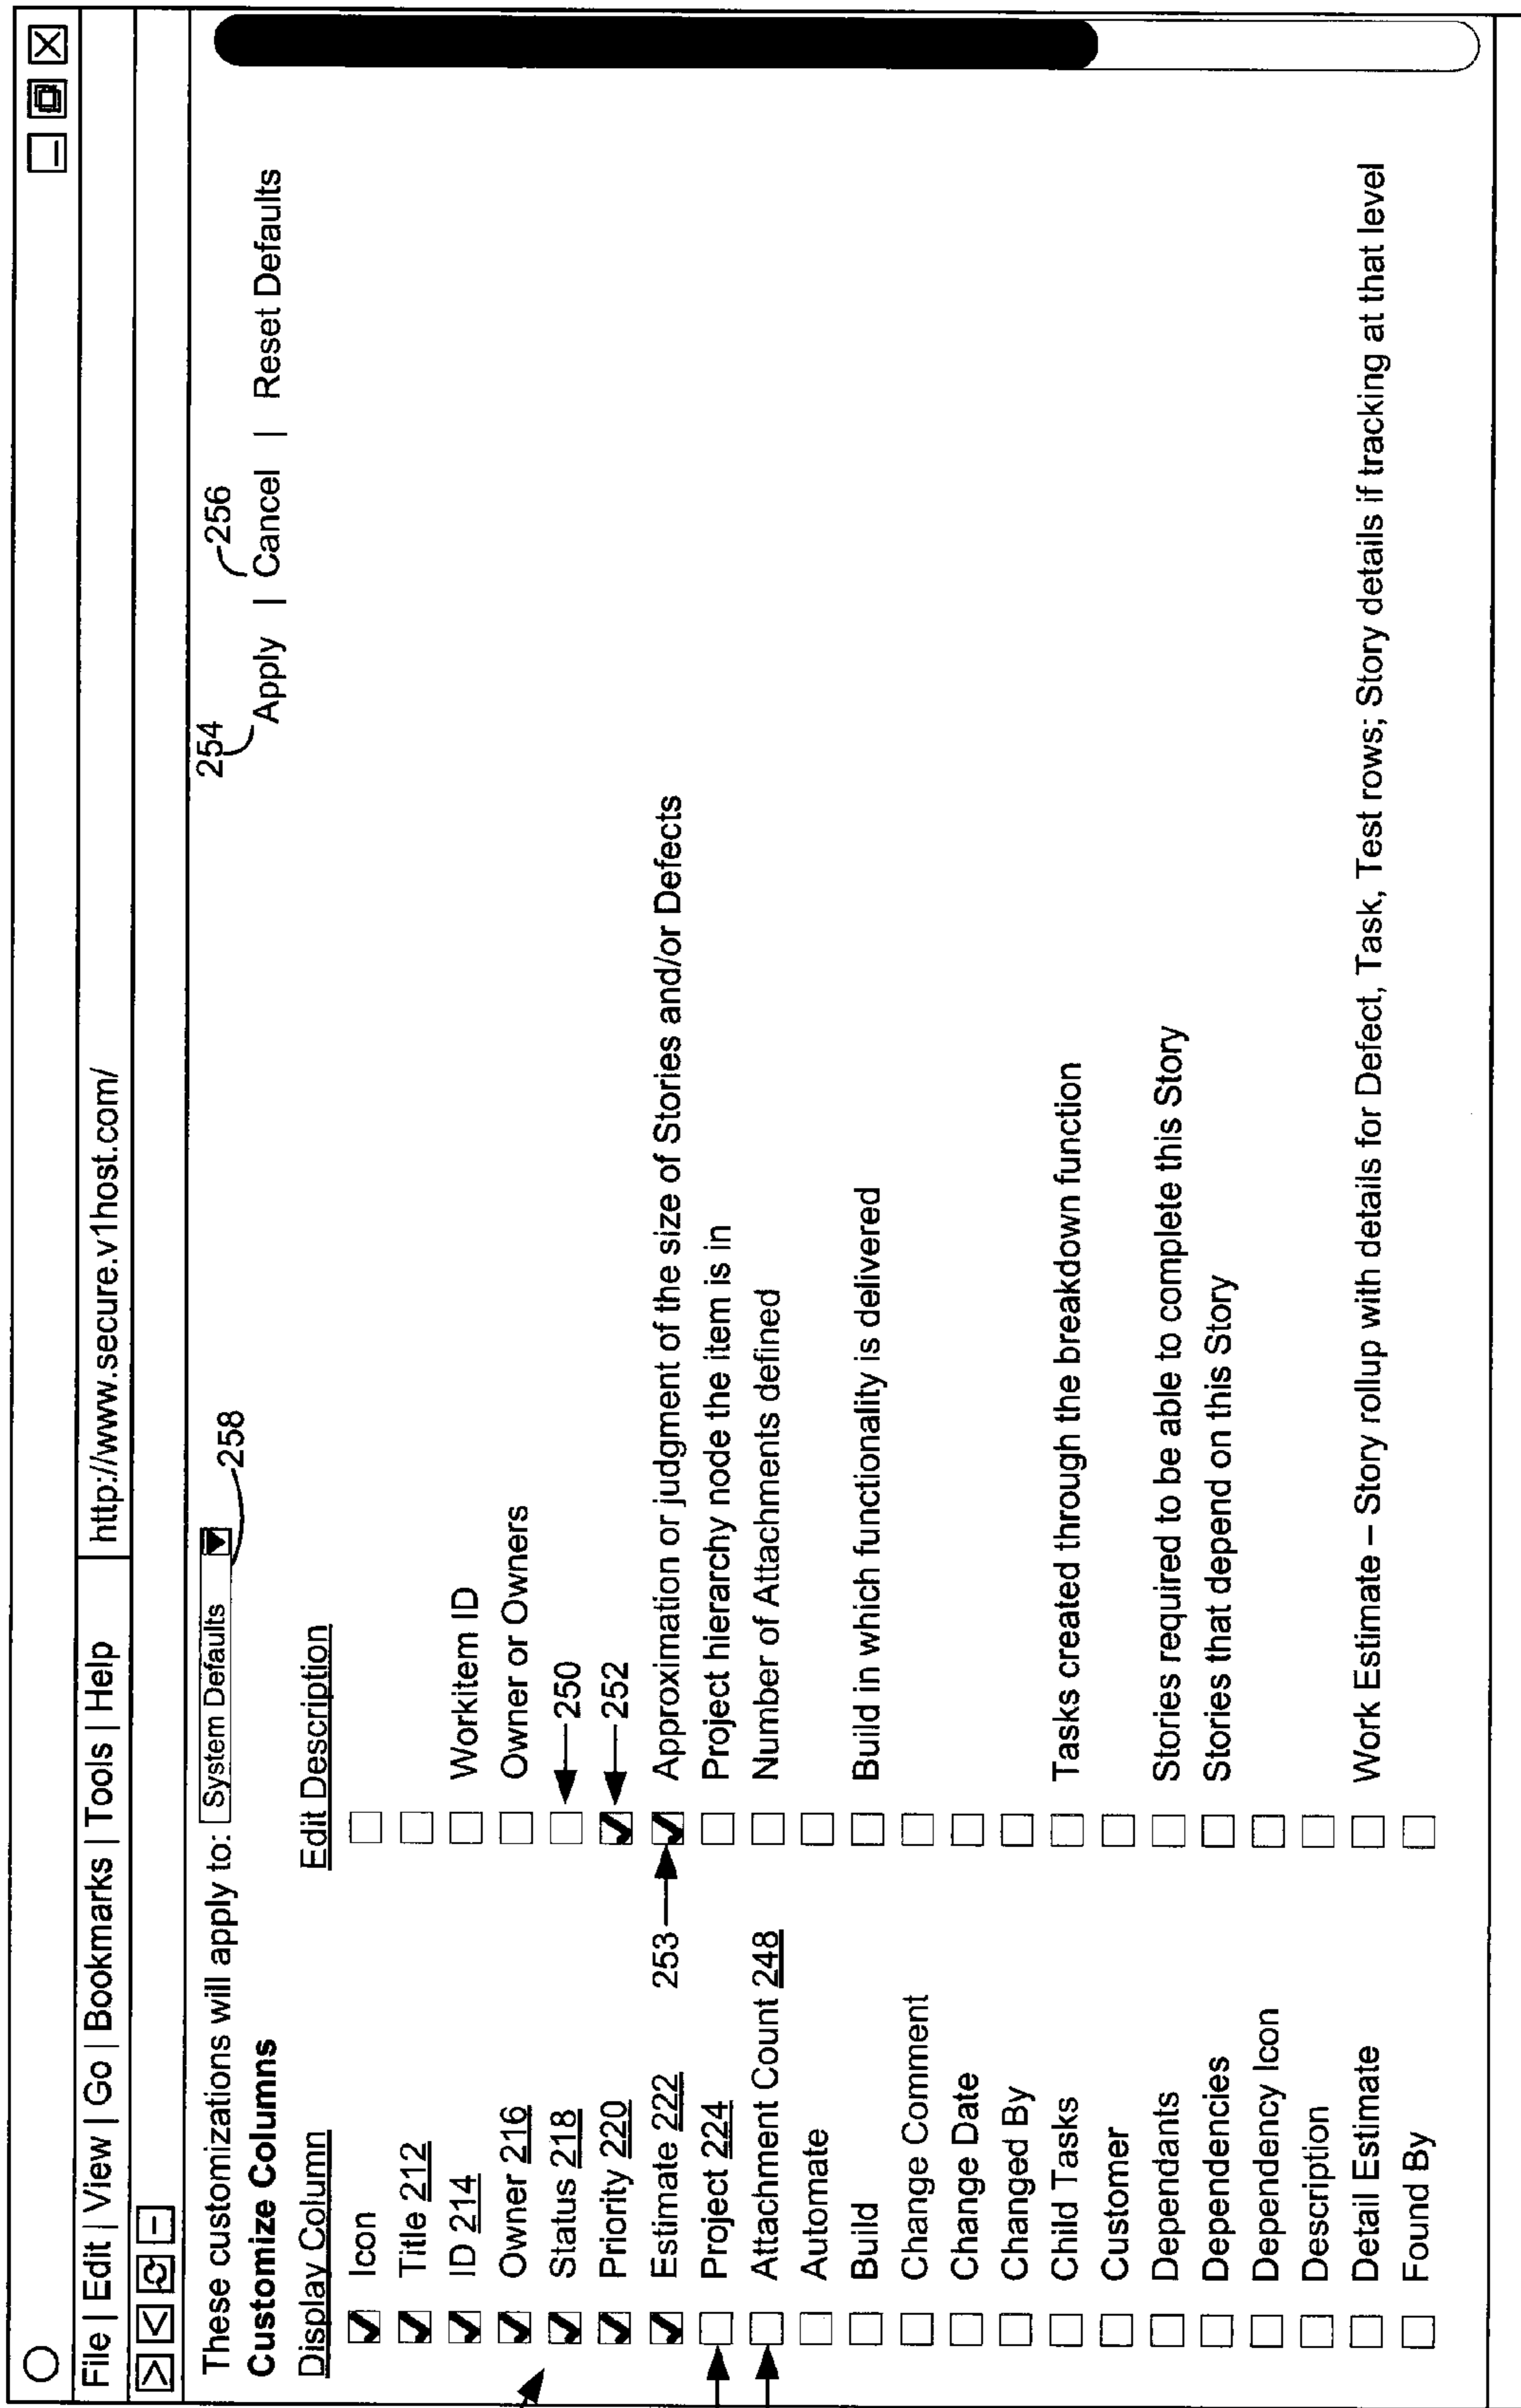 File | Edit | View | Go | Bookmarks | Tools | Help http://www.secure.v1host.com/
These customizations will apply to: System Defaults
258
254
256
Customize Columns
Apply | Cancel | Reset Defaults
Display Column Edit Description
Icon
Title 212
ID 214 Workitem ID
Owner 216 Owner or Owners
Status 218 250
Priority 220 252
Estimate 222 253 Approximation or judgment of the size of Stories and/or Defects
Project 224 Project hierarchy node the item is in
Attachment Count 248 Number of Attachments defined
Automate
Build Build in which functionality is delivered
Change Comment
Change Date
Changed By
Child Tasks Tasks created through the breakdown function
Customer
Dependants Stories required to be able to complete this Story
Dependencies Stories that depend on this Story
Dependency Icon
Description
Detail Estimate Work Estimate – Story rollup with details for Defect, Task, Test rows; Story details if tracking at that level
Found By